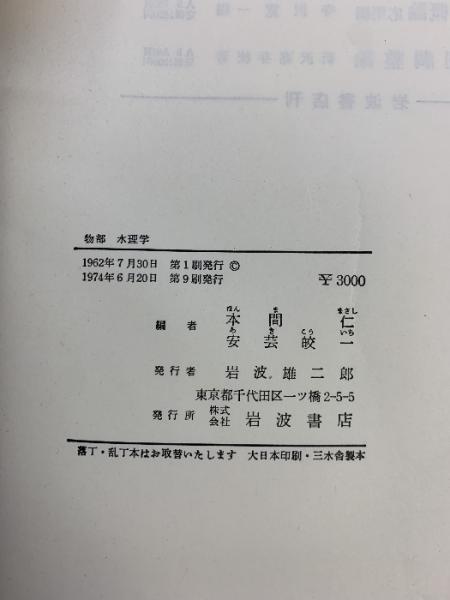 岩波書店刊
物部 水理学
1962年7月30日 第1刷発行 ©
1974年6月20日 第9刷発行
¥ 3000
ほん ま まさし
編者 本間 仁
あ き こう いち
安芸皎一
発行者 岩波雄二郎
東京都千代田区一ツ橋2-5-5
発行所 株式会社 岩波書店
落丁・乱丁本はお取替いたします 大日本印刷・三水舎製本